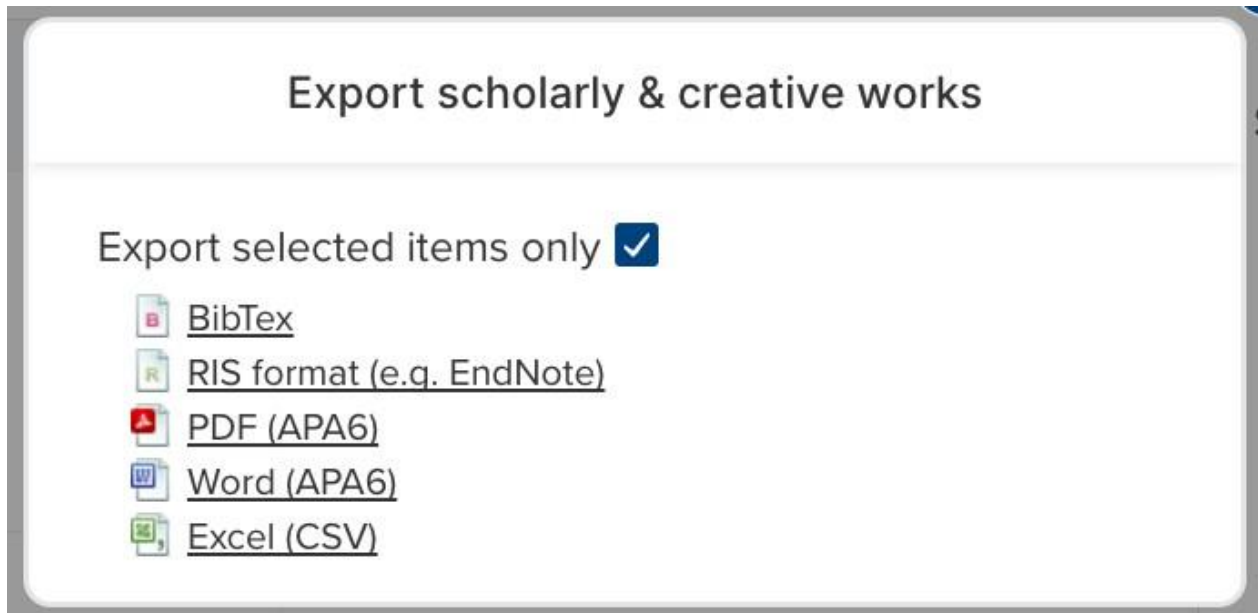 Export scholarly & creative works
Export selected items only
BibTex
RIS format (e.g. EndNote)
PDF (APA6)
Word (APA6)
Excel (CSV)